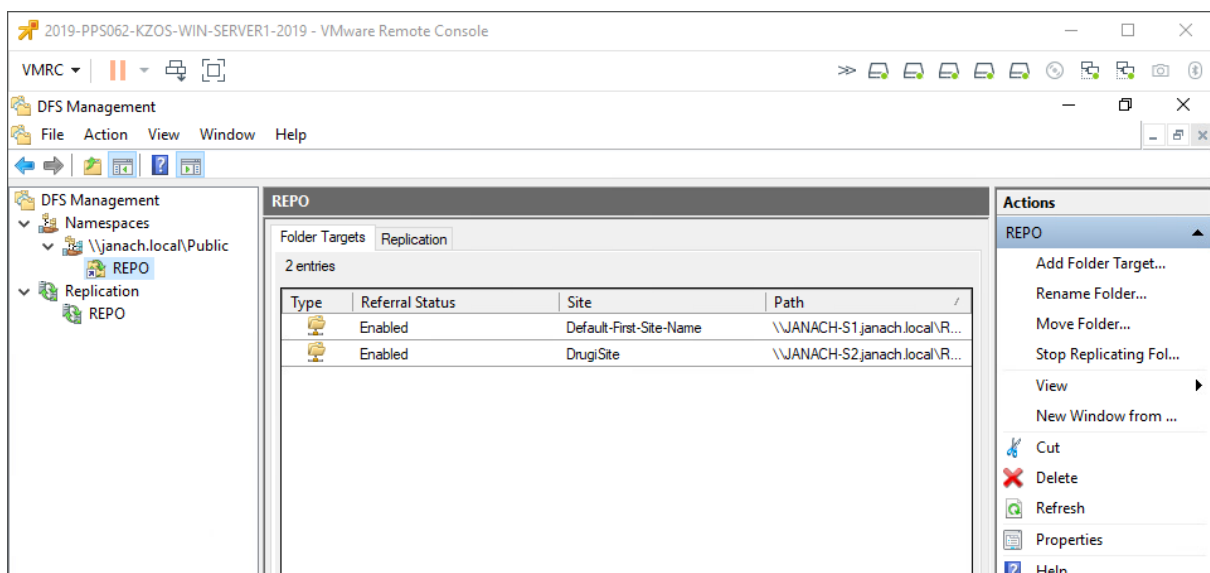 2019-PPS062-KZOS-WIN-SERVER1-2019 - VMware Remote Console
VMRC
DFS Management
File Action View Window Help
DFS Management
Namespaces
\\janach.local\Public
REPO
Replication
REPO
REPO
Folder Targets Replication
2 entries
Type Referral Status Site Path
Enabled Default-First-Site-Name \\JANACH-S1.janach.local\R...
Enabled DrugiSite \\JANACH-S2.janach.local\R...
Actions
REPO
Add Folder Target...
Rename Folder...
Move Folder...
Stop Replicating Fol...
View
New Window from ...
Cut
Delete
Refresh
Properties
Help